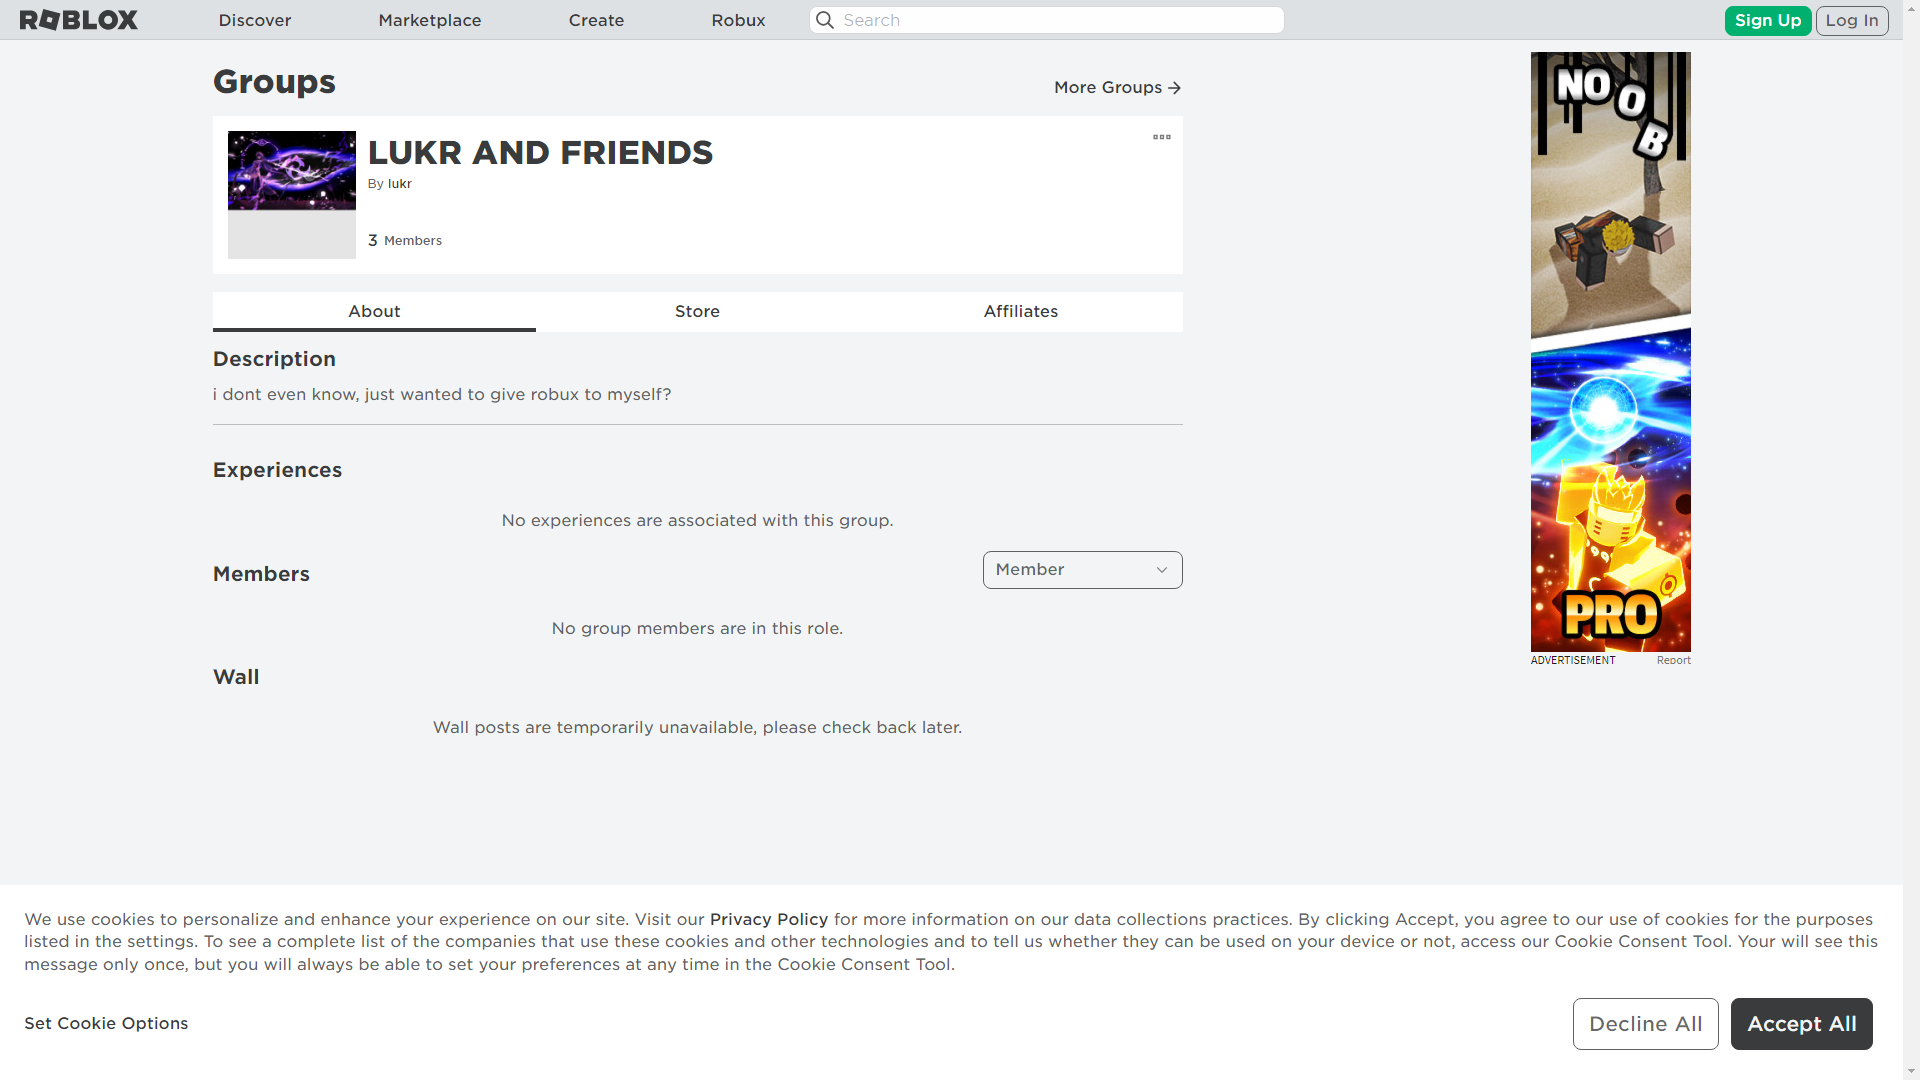 ROBLOX
Discover
Marketplace
Create
Robux
Search
Sign Up
Log In
Groups
More Groups
LUKR AND FRIENDS
By lukr
3 Members
About
Store
Affiliates
Description
i dont even know, just wanted to give robux to myself?
Experiences
No experiences are associated with this group.
Members
Member
No group members are in this role.
Wall
Wall posts are temporarily unavailable, please check back later.
NOOB
PRO
ADVERTISEMENT
Report
We use cookies to personalize and enhance your experience on our site. Visit our Privacy Policy for more information on our data collections practices. By clicking Accept, you agree to our use of cookies for the purposes
listed in the settings. To see a complete list of the companies that use these cookies and other technologies and to tell us whether they can be used on your device or not, access our Cookie Consent Tool. Your will see this
message only once, but you will always be able to set your preferences at any time in the Cookie Consent Tool.
Set Cookie Options
Decline All
Accept All